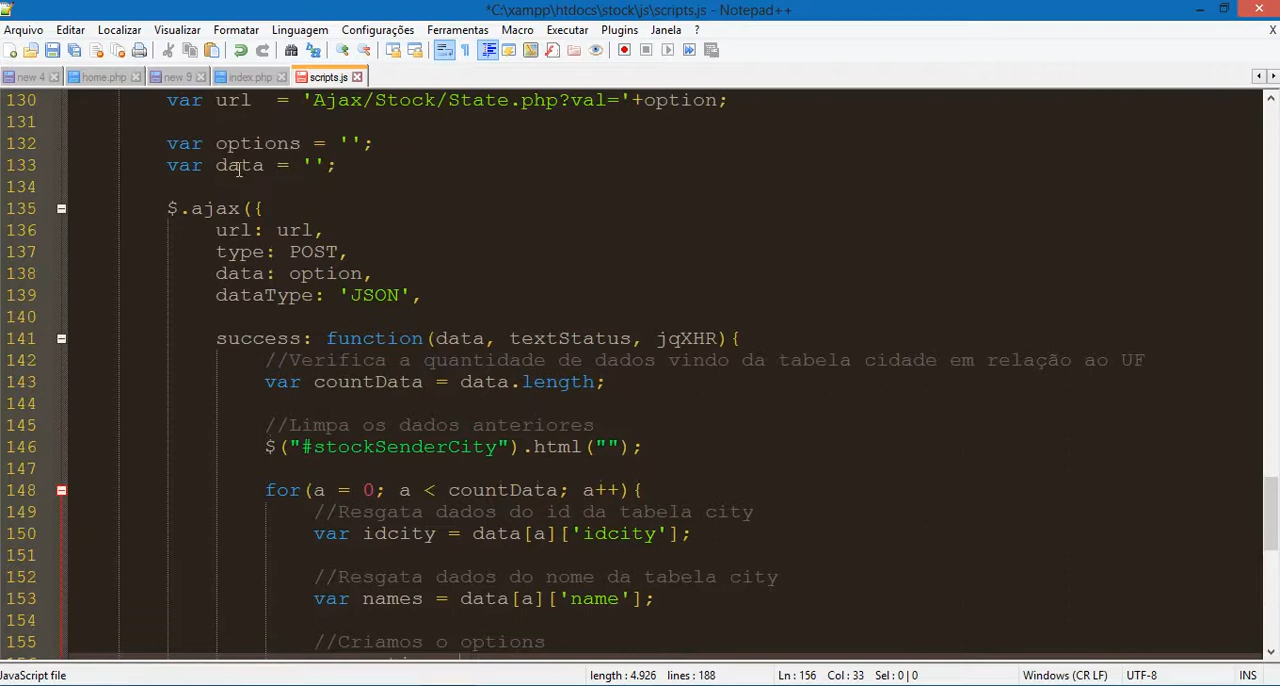 *C:\xampp\htdocs\stock\js\scripts.js - Notepad++
Arquivo Editar Localizar Visualizar Formatar Linguagem Configurações Ferramentas Macro Executar Plugins Janela ? X
new 4 home.php new 9 index.php scripts.js
130 var url = 'Ajax/Stock/State.php?val='+option;
131
132 var options = '';
133 var data = '';
134
135 $.ajax({
136 url: url,
137 type: POST,
138 data: option,
139 dataType: 'JSON',
140
141 success: function(data, textStatus, jqXHR){
142 //Verifica a quantidade de dados vindo da tabela cidade em relação ao UF
143 var countData = data.length;
144
145 //Limpa os dados anteriores
146 $("#stockSenderCity").html("");
147
148 for(a = 0; a < countData; a++){
149 //Resgata dados do id da tabela city
150 var idcity = data[a]['idcity'];
151
152 //Resgata dados do nome da tabela city
153 var names = data[a]['name'];
154
155 //Criamos o options
JavaScript file length : 4.926 lines : 188 Ln : 156 Col : 33 Sel : 0 | 0 Windows (CR LF) UTF-8 INS